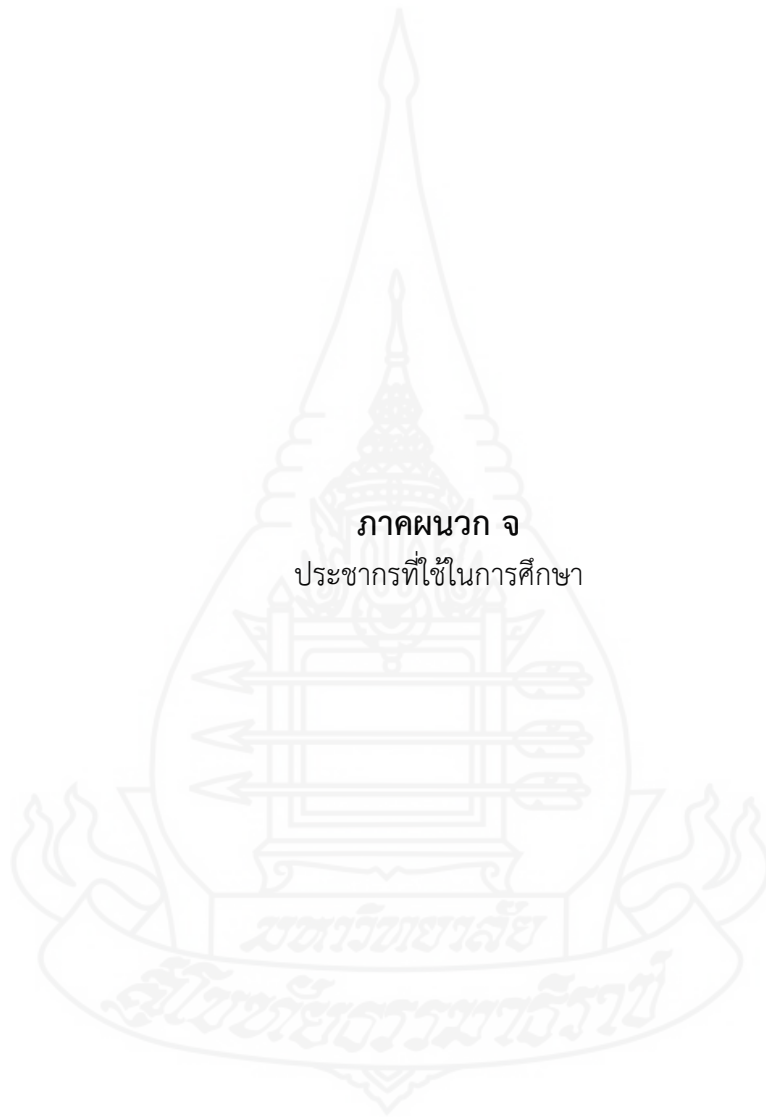 ภาคผนวก จ
ประชากรที่ใช้ในการศึกษา
มหาวิทยาลัย
สุโขทัยธรรมาธิราช